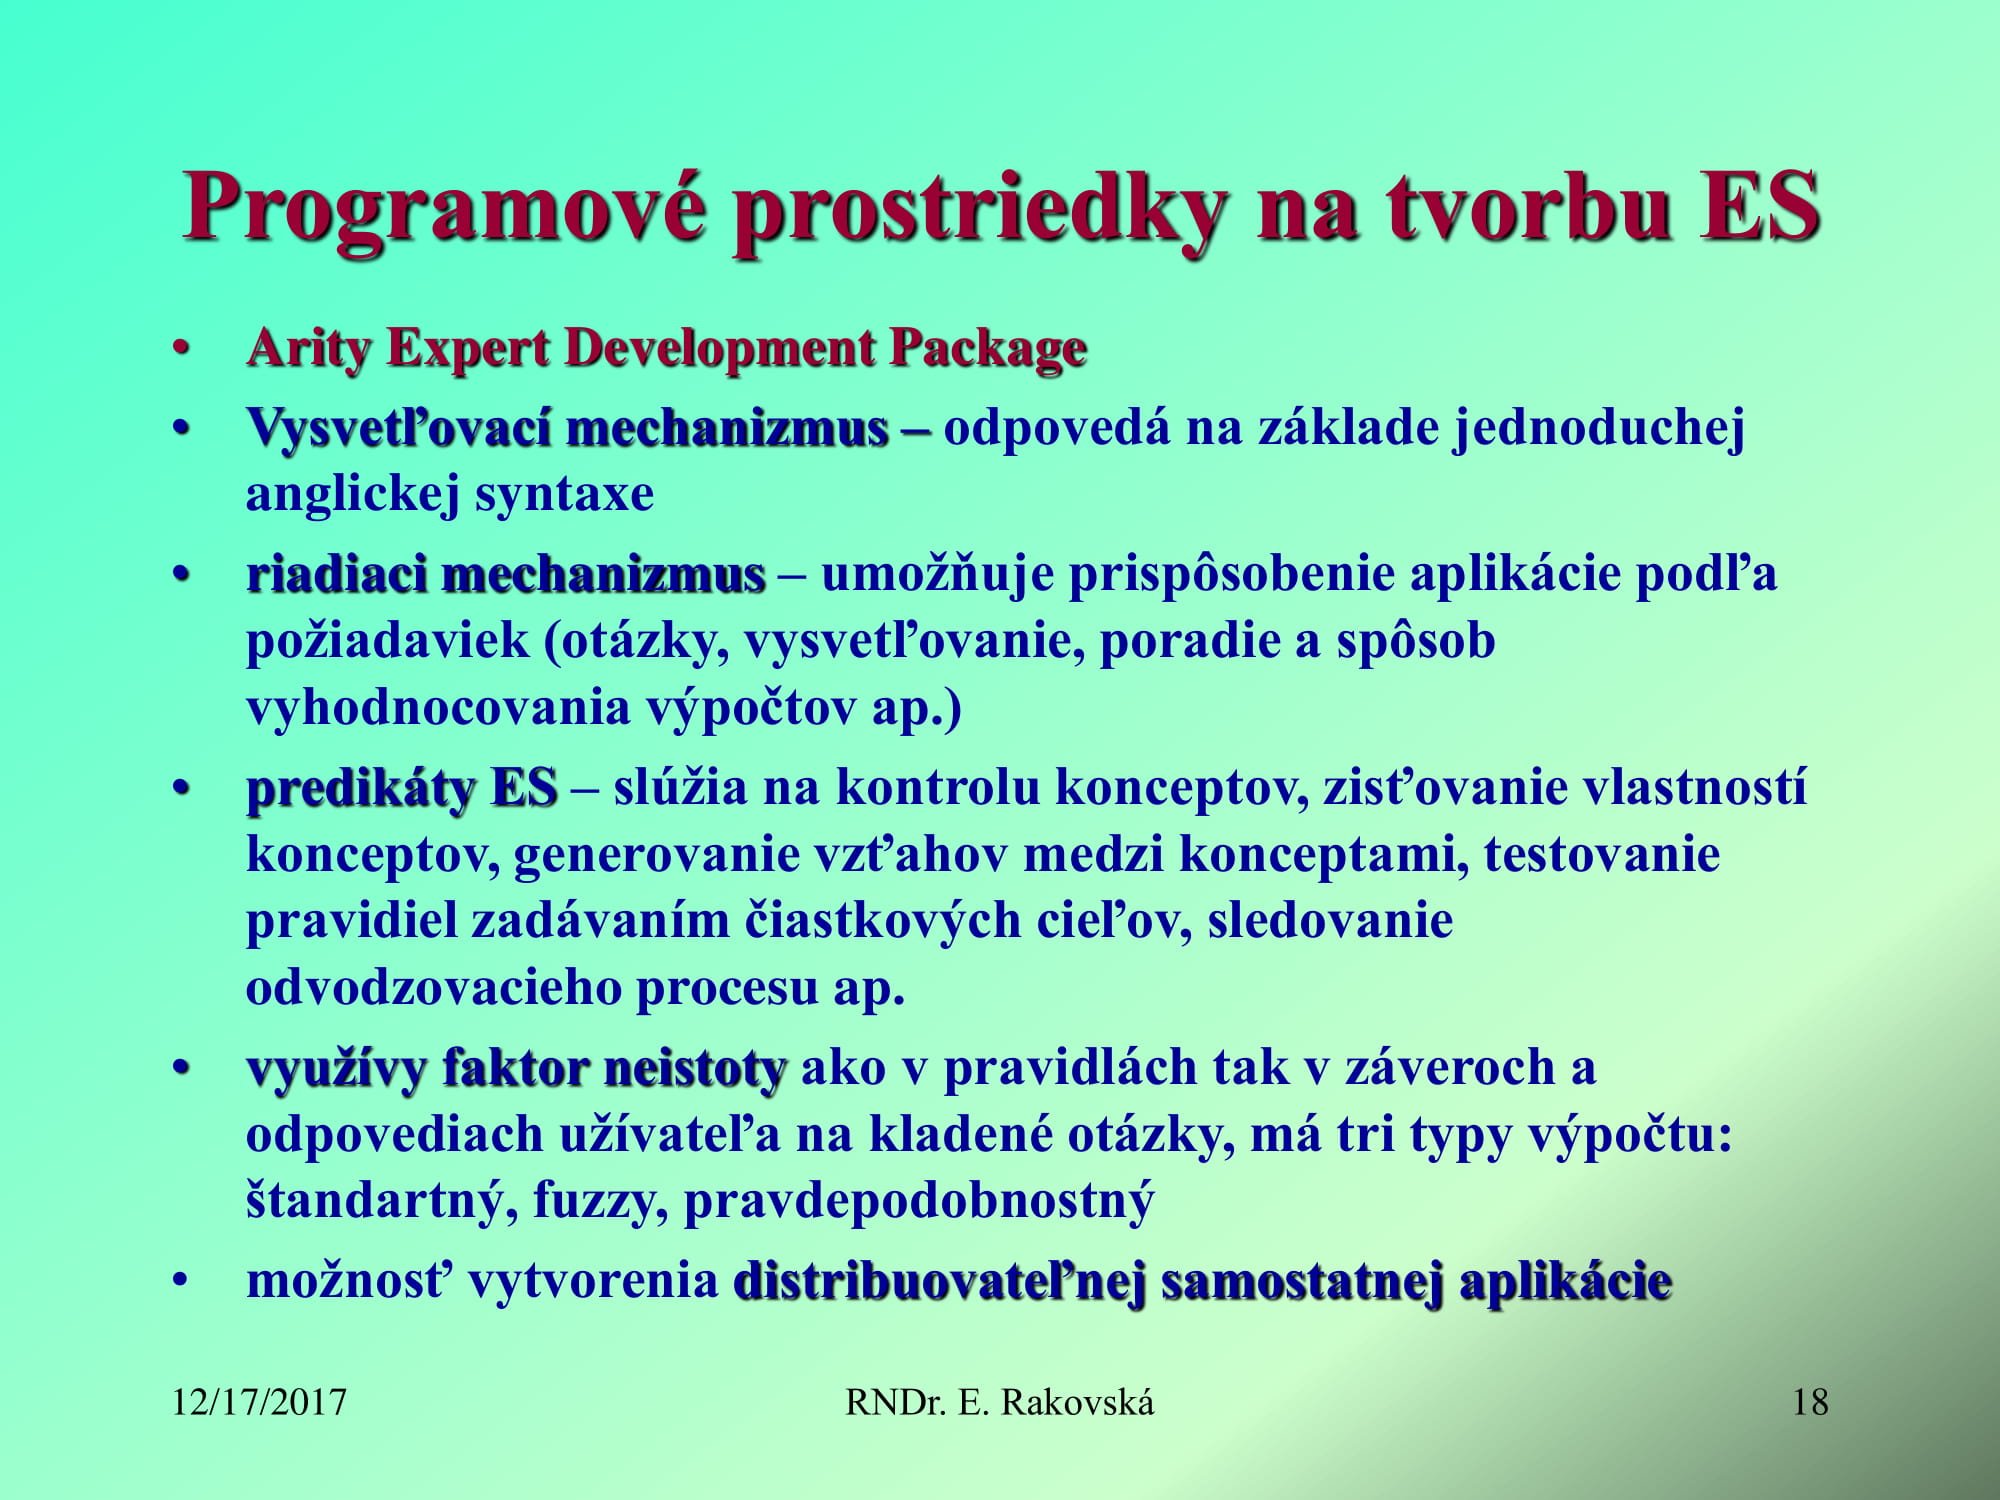 Programové prostriedky na tvorbu ES
• Arity Expert Development Package
• Vysvetľovací mechanizmus – odpovedá na základe jednoduchej
anglickej syntaxe
• riadiaci mechanizmus – umožňuje prispôsobenie aplikácie podľa
požiadaviek (otázky, vysvetľovanie, poradie a spôsob
vyhodnocovania výpočtov ap.)
• predikáty ES – slúžia na kontrolu konceptov, zisťovanie vlastností
konceptov, generovanie vzťahov medzi konceptami, testovanie
pravidiel zadávaním čiastkových cieľov, sledovanie
odvodzovacieho procesu ap.
• využívy faktor neistoty ako v pravidlách tak v záveroch a
odpovediach užívateľa na kladené otázky, má tri typy výpočtu:
štandartný, fuzzy, pravdepodobnostný
• možnosť vytvorenia distribuovateľnej samostatnej aplikácie
12/17/2017 RNDr. E. Rakovská 18